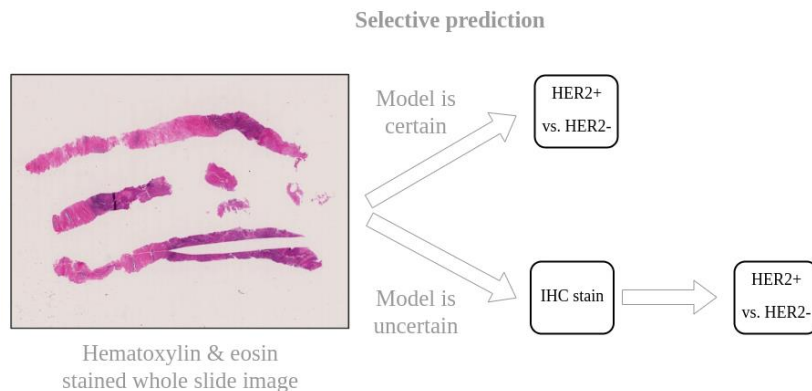 Selective prediction
Model is
certain
HER2+
vs. HER2-
Model is
uncertain
IHC stain
HER2+
vs. HER2-
Hematoxylin & eosin
stained whole slide image